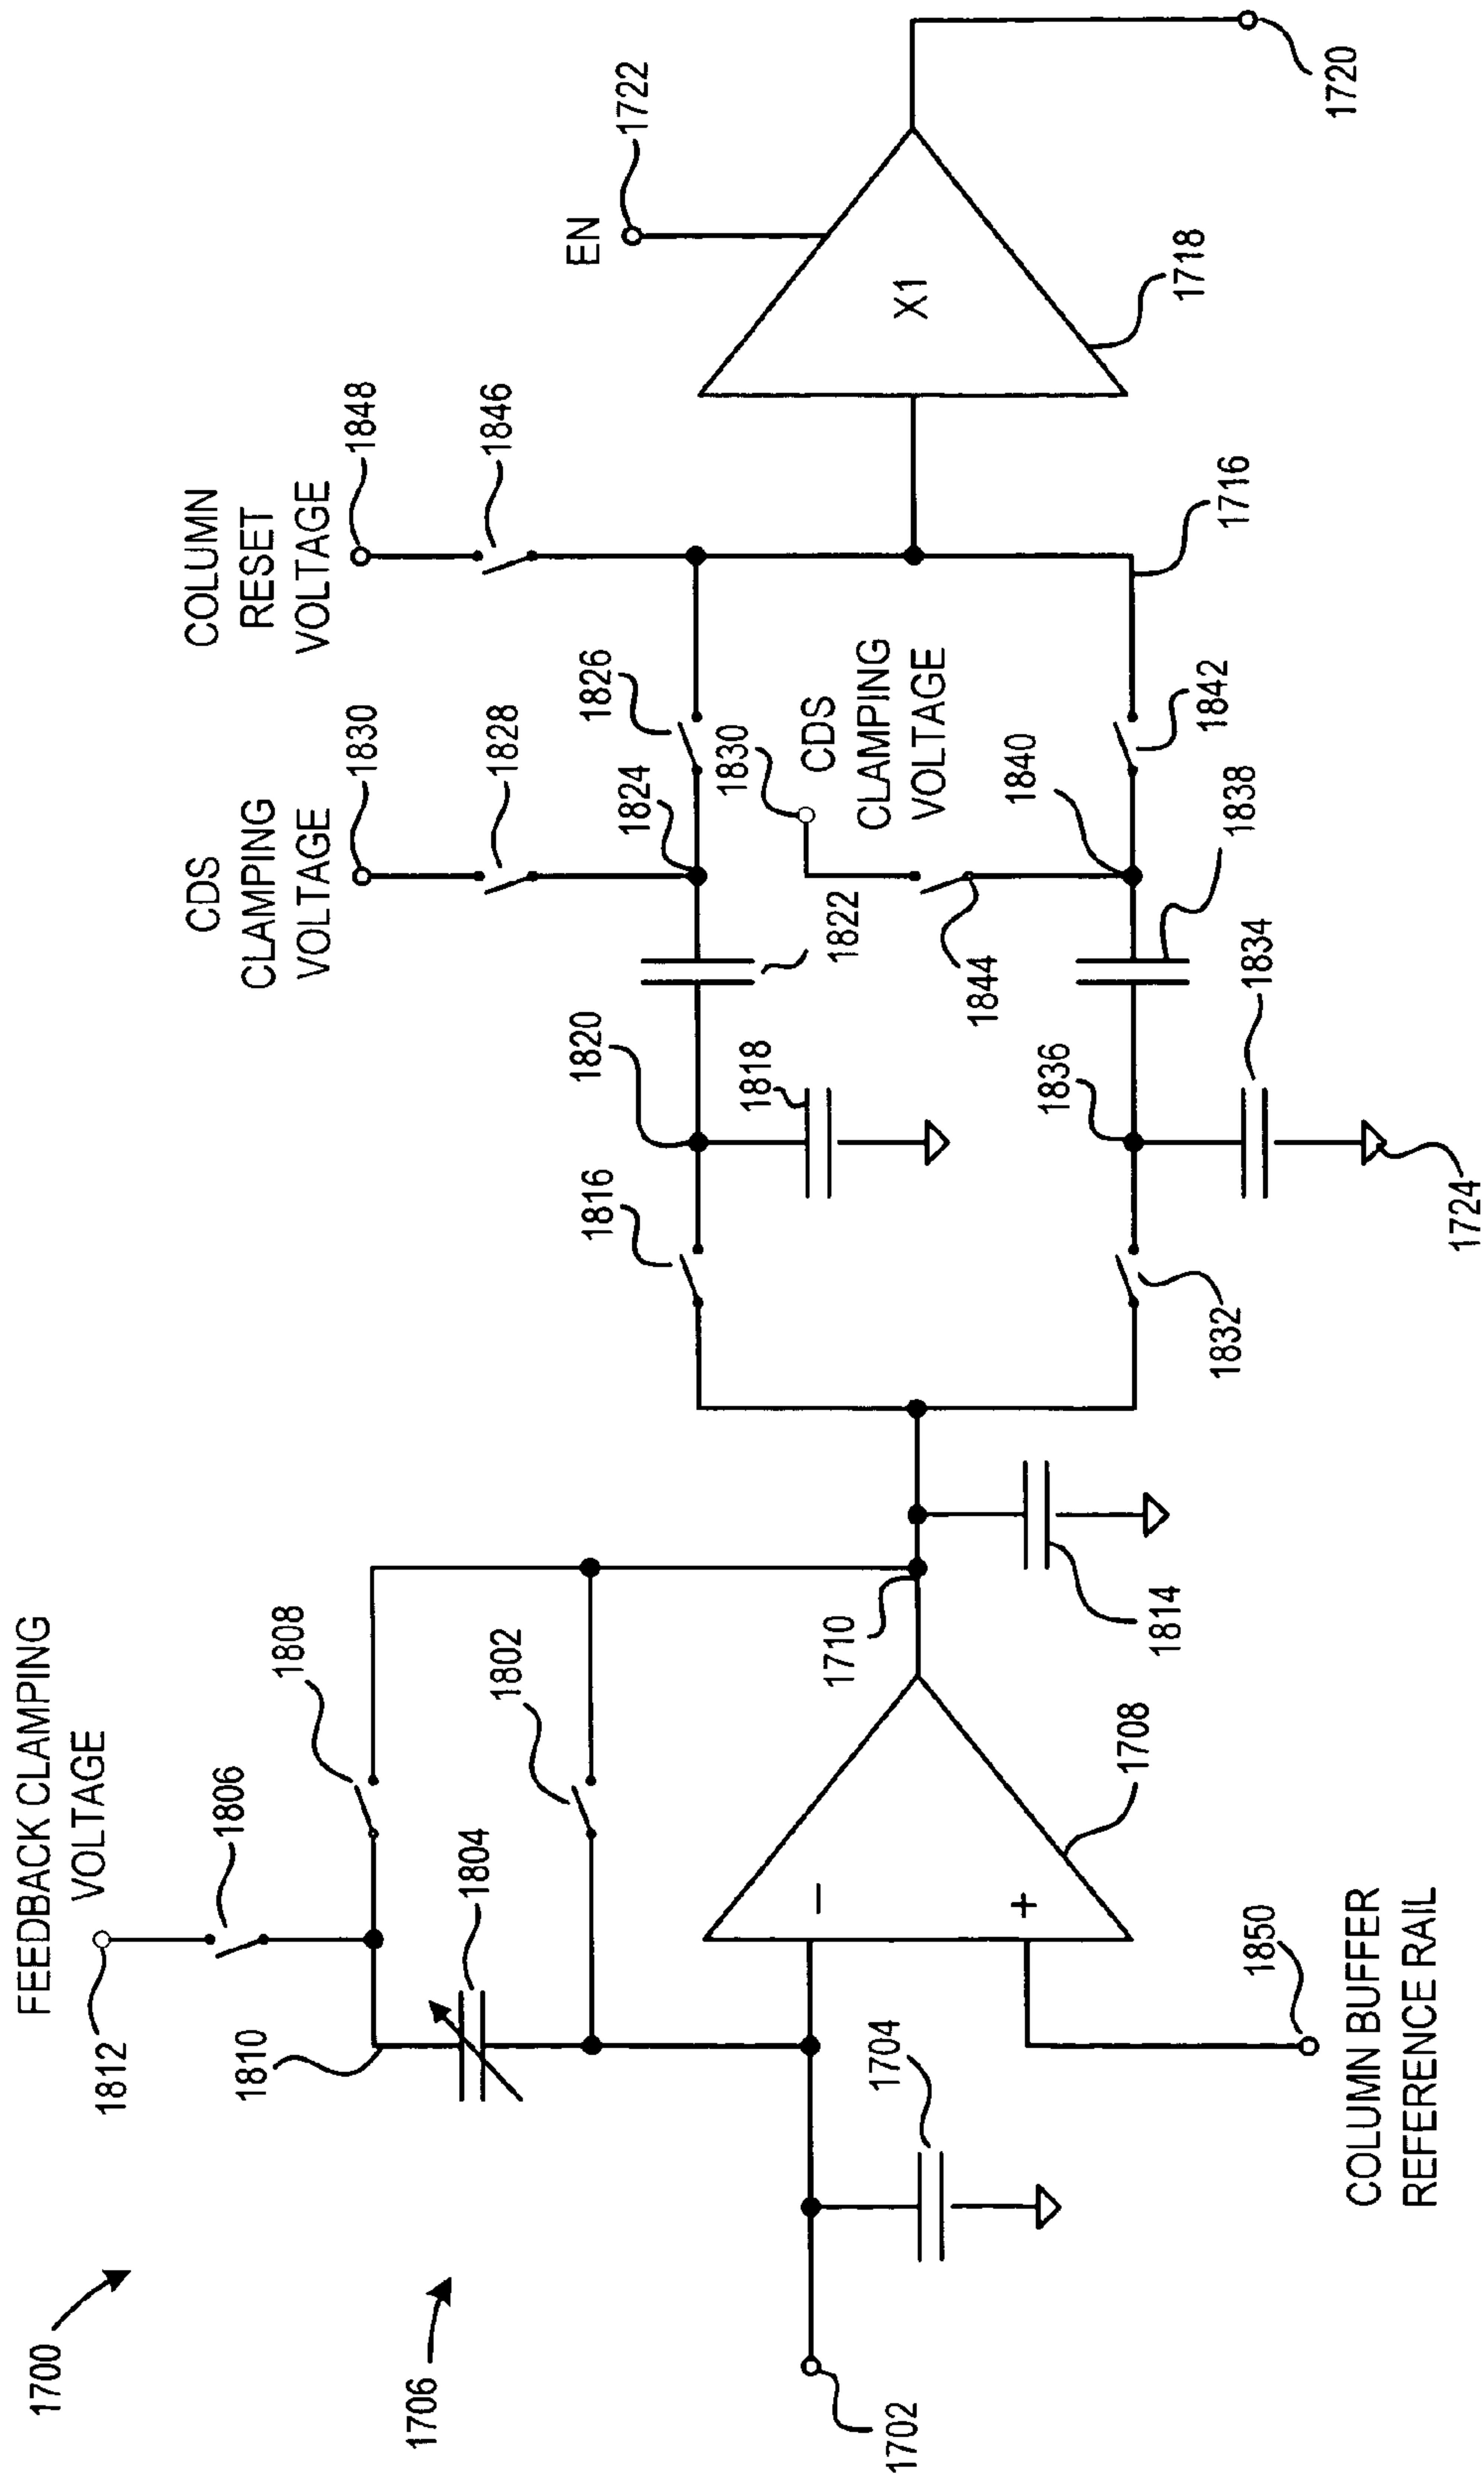 1700
1706
FEEDBACK CLAMPING
VOLTAGE
1812
1806
1808
1810
1804
1802
1702
1704
−
+
1708
1710
1814
1850
COLUMN BUFFER
REFERENCE RAIL
1816
1820
1818
1822
1824
1826
CDS
CLAMPING
VOLTAGE
1830
1828
COLUMN
RESET
VOLTAGE
1848
1846
1830
CDS
CLAMPING
VOLTAGE
1844
1832
1836
1834
1838
1840
1842
1724
1716
EN
1722
X1
1718
1720